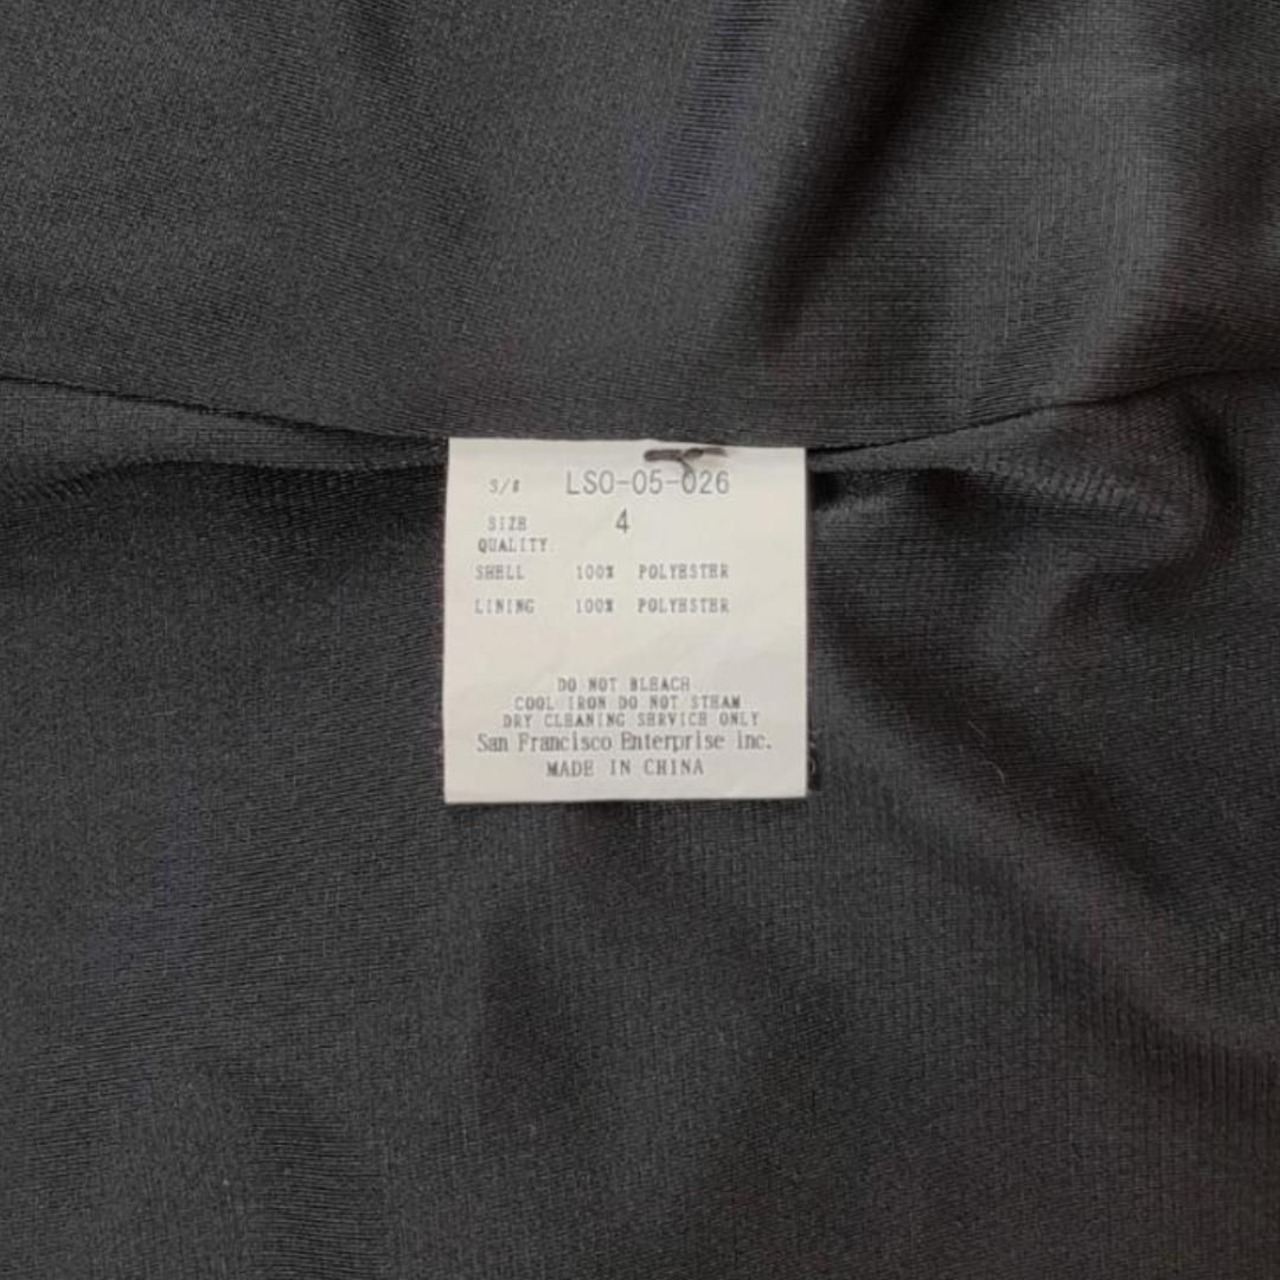 S/# LSO-05-026
SIZE 4
QUALITY.
SHELL 100% POLYESTER
LINING 100% POLYESTER
DO NOT BLEACH
COOL IRON DO NOT STEAM
DRY CLEANING SERVICE ONLY
San Francisco Enterprise inc.
MADE IN CHINA